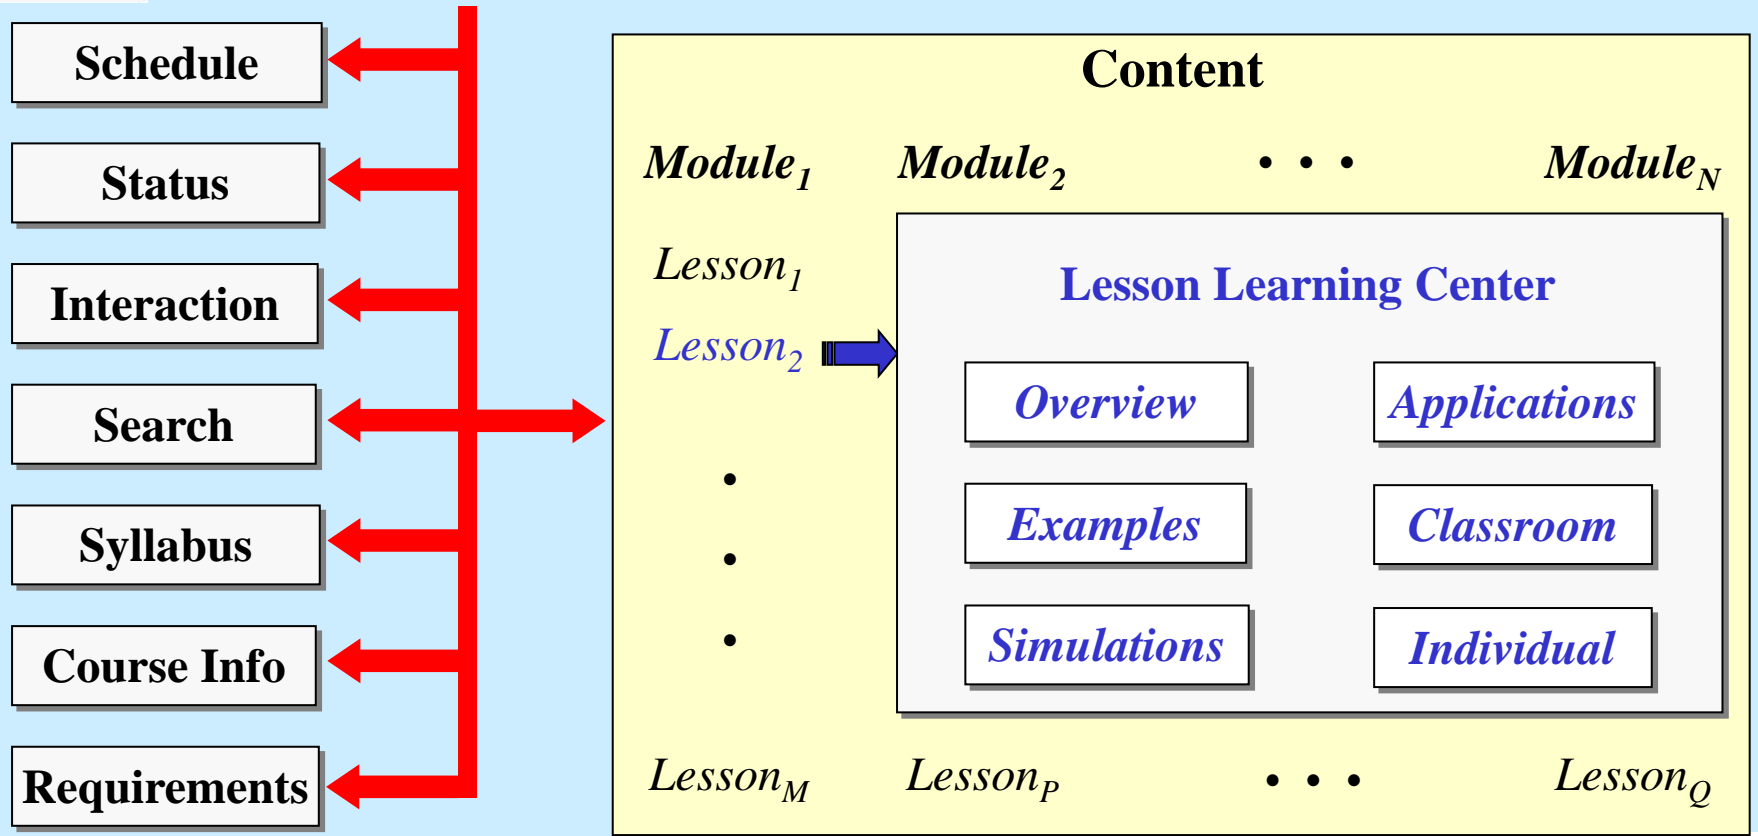 Schedule
Status
Interaction
Search
Syllabus
Course Info
Requirements
Content
Module1 Module2 • • • ModuleN
Lesson1
Lesson2
•
•
•
LessonM LessonP • • • LessonQ
Lesson Learning Center
Overview Applications
Examples Classroom
Simulations Individual